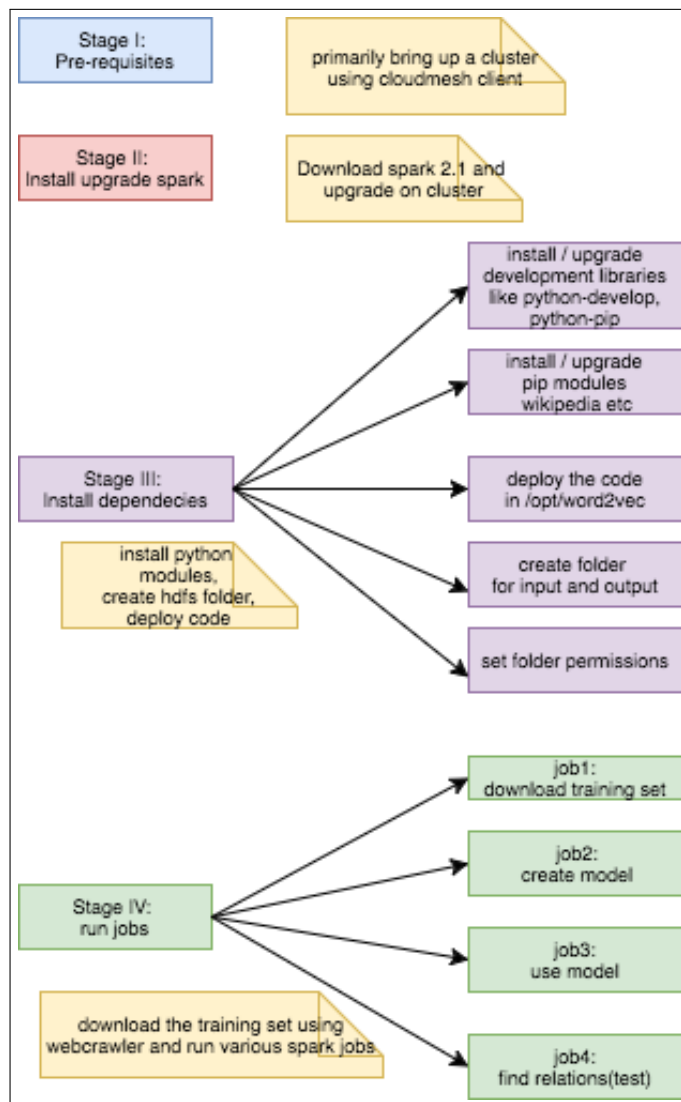 Stage I:
Pre-requisites
primarily bring up a cluster
using cloudmesh client
Stage II:
Install upgrade spark
Download spark 2.1 and
upgrade on cluster
install / upgrade
development libraries
like python-develop,
python-pip
install / upgrade
pip modules
wikipedia etc
Stage III:
Install dependecies
deploy the code
in /opt/word2vec
install python
modules,
create hdfs folder,
deploy code
create folder
for input and output
set folder permissions
job1:
download training set
job2:
create model
Stage IV:
run jobs
job3:
use model
download the training set using
webcrawler and run various spark jobs
job4:
find relations(test)